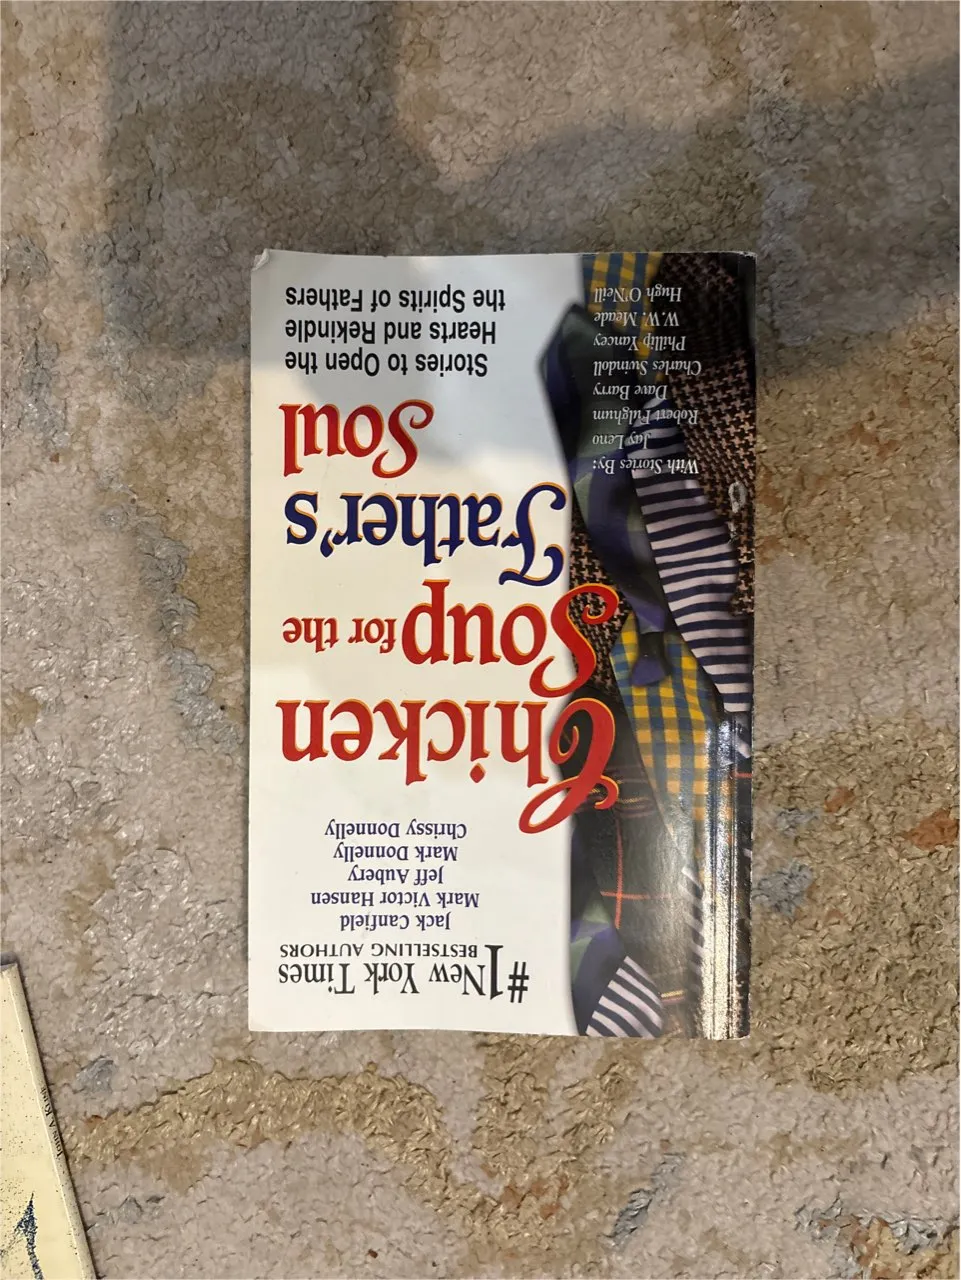 #1 NEW YORK TIMES
BESTSELLING AUTHORS
Jack Canfield
Mark Victor Hansen
Jeff Aubery
Mark Donnelly
Chrissy Donnelly
Chicken
Soup for the
Father's
Soul
Stories to Open the
Hearts and Rekindle
the Spirits of Fathers
With Stories By:
Jay Leno
Robert Fulghum
Dave Barry
Charles Swindoll
Phillip Yancey
W.W. Meade
Hugh O'Neill